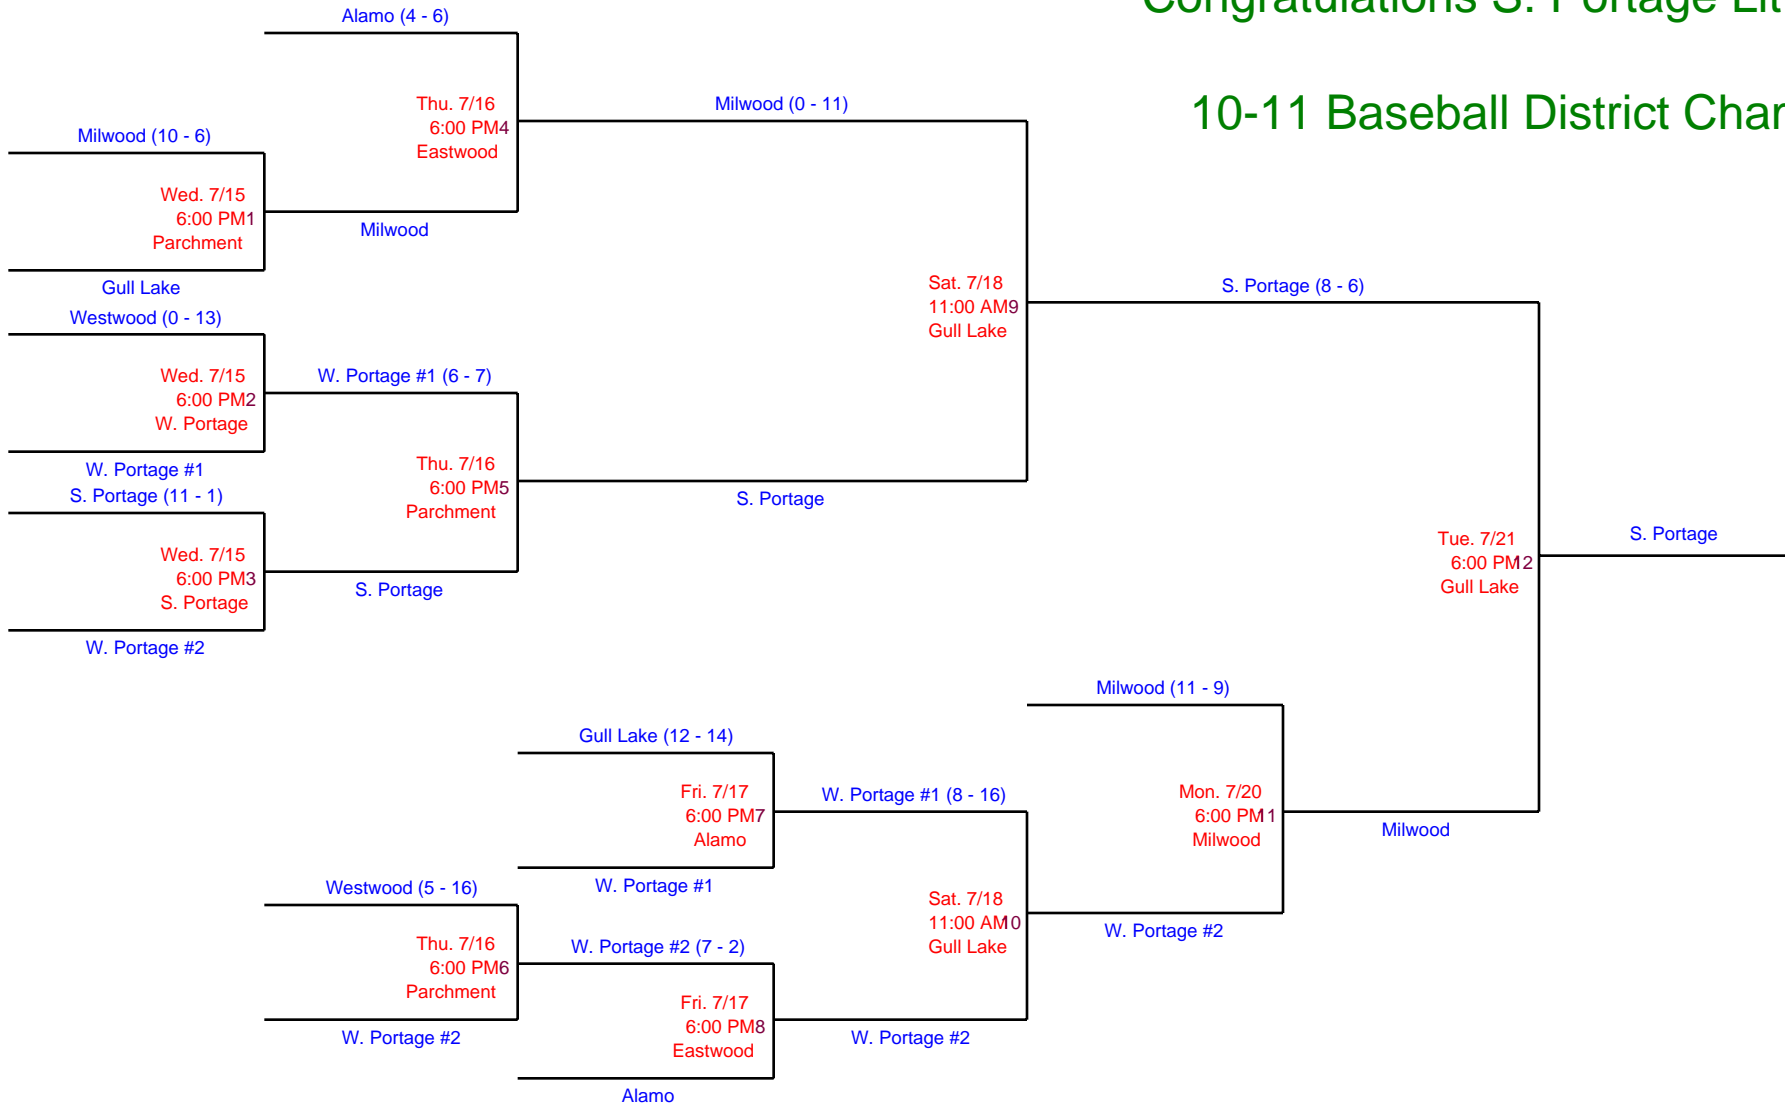 Congratulations S. Portage
10-11 Baseball District
Alamo (4 - 6)
Thu. 7/16
6:00 PM4
Eastwood
Milwood (0 - 11)
Milwood (10 - 6)
Wed. 7/15
6:00 PM1
Parchment
Milwood
Gull Lake
Sat. 7/18
11:00 AM9
Gull Lake
S. Portage (8 - 6)
Westwood (0 - 13)
Wed. 7/15
6:00 PM2
W. Portage
W. Portage #1 (6 - 7)
W. Portage #1
Thu. 7/16
6:00 PM5
Parchment
S. Portage
S. Portage (11 - 1)
Wed. 7/15
6:00 PM3
S. Portage
S. Portage
W. Portage #2
Tue. 7/21
6:00 PM12
Gull Lake
S. Portage
Milwood (11 - 9)
Gull Lake (12 - 14)
Fri. 7/17
6:00 PM7
Alamo
W. Portage #1 (8 - 16)
Mon. 7/20
6:00 PM11
Milwood
Milwood
W. Portage #1
Westwood (5 - 16)
Sat. 7/18
11:00 AM10
Gull Lake
W. Portage #2
Thu. 7/16
6:00 PM6
Parchment
W. Portage #2 (7 - 2)
W. Portage #2
Fri. 7/17
6:00 PM8
Eastwood
W. Portage #2
Alamo